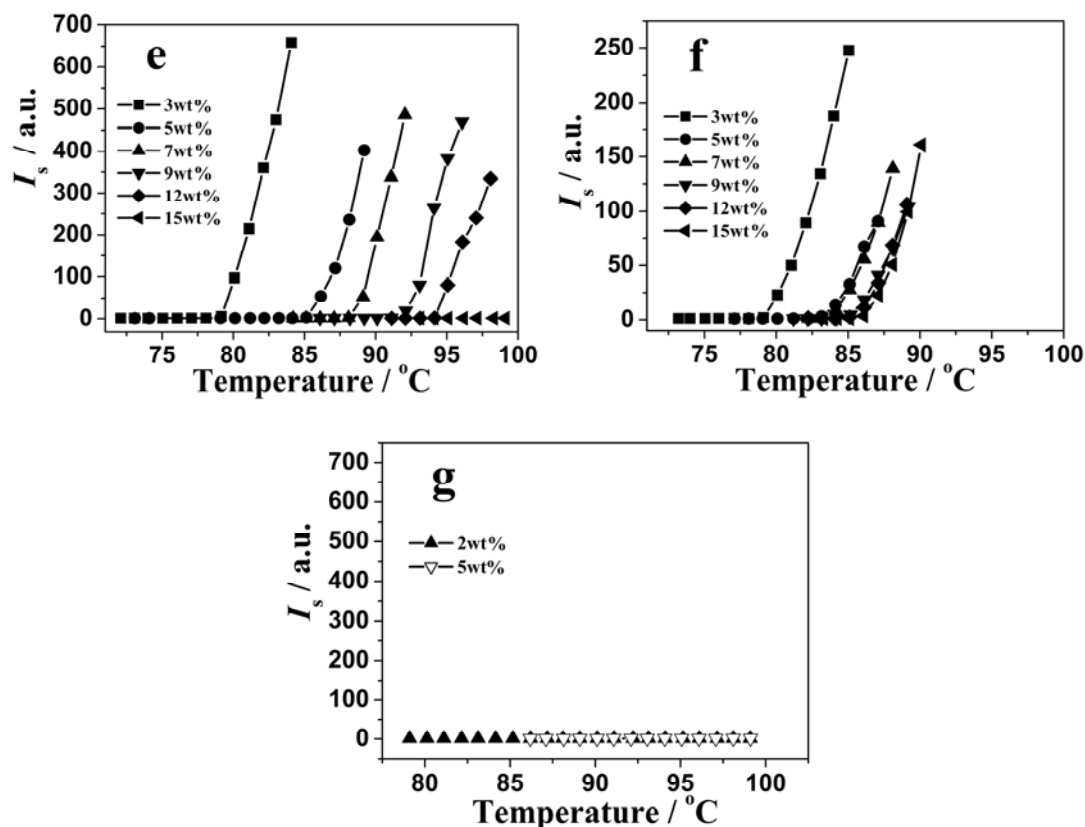 e
I_s / a.u.
700
600
500
400
300
200
100
0
3wt%
5wt%
7wt%
9wt%
12wt%
15wt%
75 80 85 90 95 100
Temperature / °C
f
I_s / a.u.
250
200
150
100
50
0
3wt%
5wt%
7wt%
9wt%
12wt%
15wt%
75 80 85 90 95 100
Temperature / °C
g
I_s / a.u.
700
600
500
400
300
200
100
0
2wt%
5wt%
80 85 90 95 100
Temperature / °C